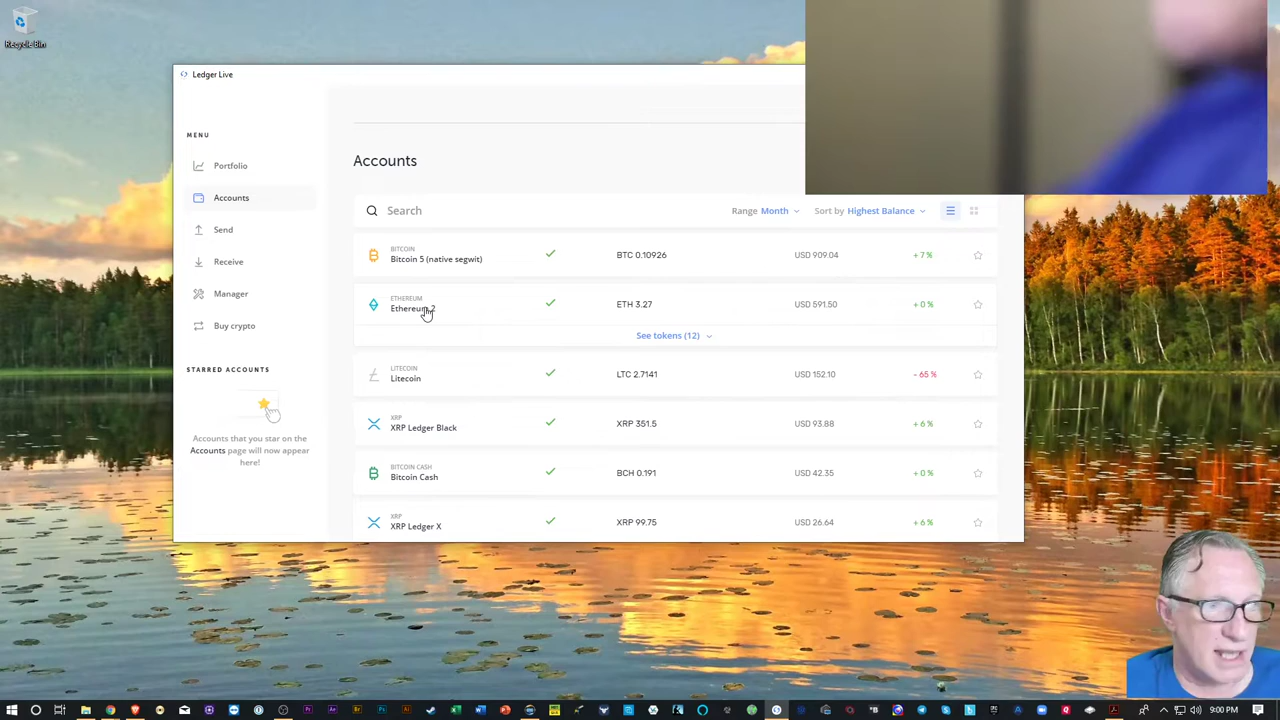 Recycle Bin
Ledger Live
MENU
Portfolio
Accounts
Send
Receive
Manager
Buy crypto
STARRED ACCOUNTS
Accounts that you star on the
Accounts page will now appear
here!
Accounts
Search Range Month Sort by Highest Balance
BITCOIN
Bitcoin 5 (native segwit) BTC 0.10926 USD 909.04 + 7 %
ETHEREUM
Ethereum 2 ETH 3.27 USD 591.50 + 0 %
See tokens (12)
LITECOIN
Litecoin LTC 2.7141 USD 152.10 - 65 %
XRP
XRP Ledger Black XRP 351.5 USD 93.88 + 6 %
BITCOIN CASH
Bitcoin Cash BCH 0.191 USD 42.35 + 0 %
XRP
XRP Ledger X XRP 99.75 USD 26.64 + 6 %
9:00 PM